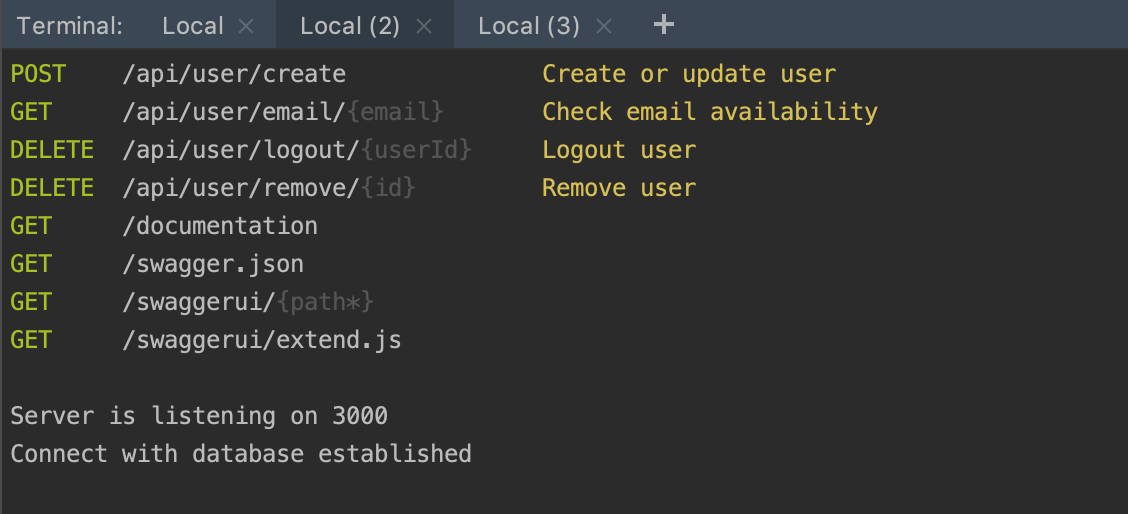 Terminal: Local × Local (2) × Local (3) × +
POST /api/user/create Create or update user
GET /api/user/email/{email} Check email availability
DELETE /api/user/logout/{userId} Logout user
DELETE /api/user/remove/{id} Remove user
GET /documentation
GET /swagger.json
GET /swaggerui/{path*}
GET /swaggerui/extend.js
Server is listening on 3000
Connect with database established